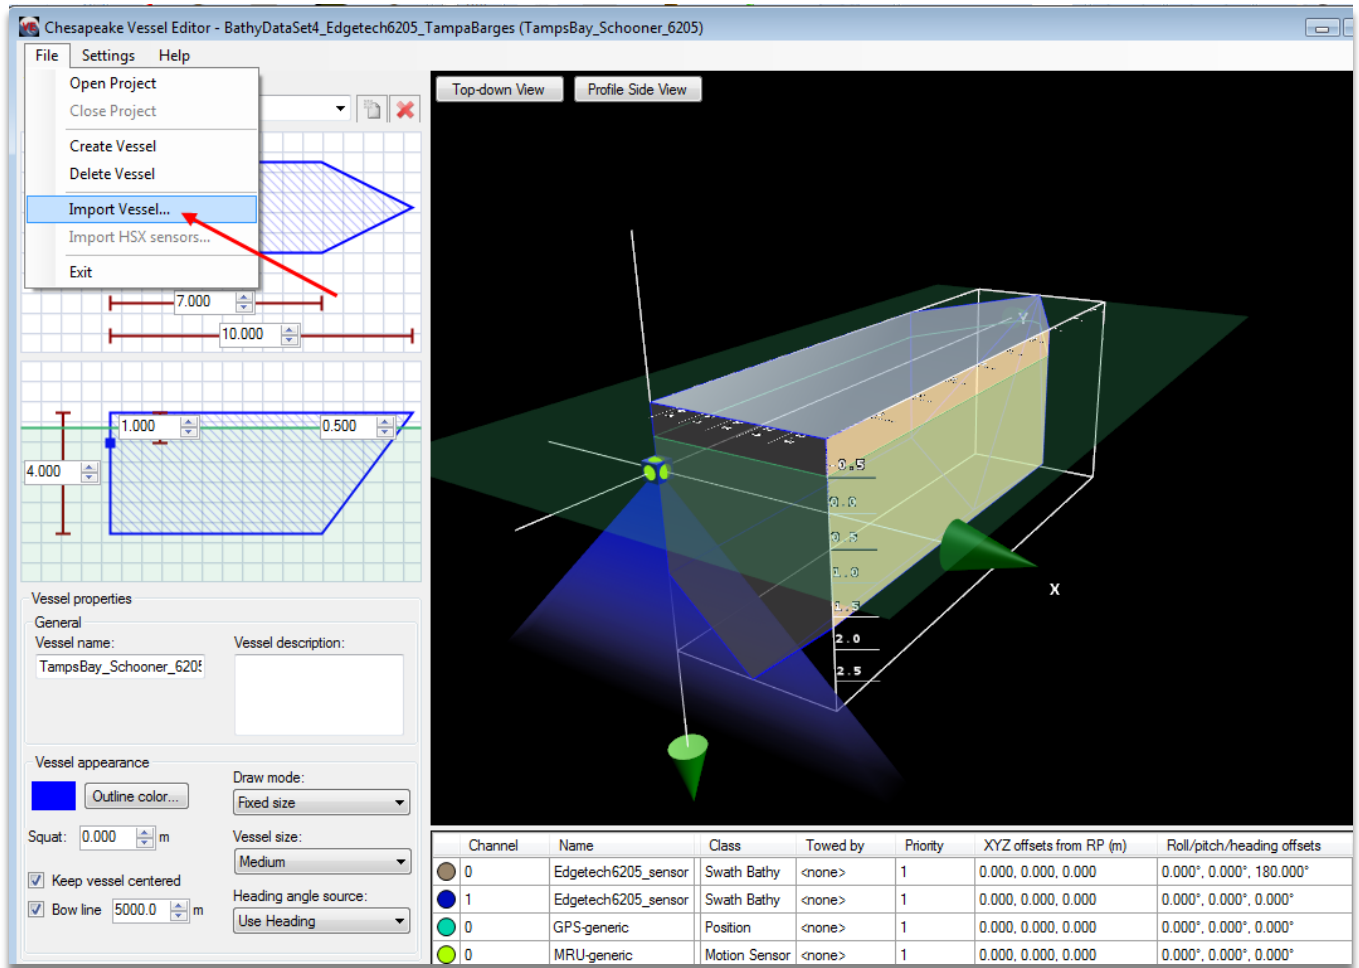 Chesapeake Vessel Editor - BathyDataSet4_Edgetech6205_TampaBarges (TampsBay_Schooner_6205)
File Settings Help
Open Project
Close Project
Create Vessel
Delete Vessel
Import Vessel...
Import HSX sensors...
Exit
7.000
10.000
1.000 0.500
4.000
Top-down View Profile Side View
Y
X
0.5
0.0
0.5
1.0
1.5
2.0
2.5
Vessel properties
General
Vessel name: Vessel description:
TampsBay_Schooner_6205
Vessel appearance
Outline color...
Draw mode:
Fixed size
Squat: 0.000 m
Vessel size:
Medium
Keep vessel centered
Bow line 5000.0 m
Heading angle source:
Use Heading
Channel Name Class Towed by Priority XYZ offsets from RP (m) Roll/pitch/heading offsets
0 Edgetech6205_sensor Swath Bathy <none> 1 0.000, 0.000, 0.000 0.000°, 0.000°, 180.000°
1 Edgetech6205_sensor Swath Bathy <none> 1 0.000, 0.000, 0.000 0.000°, 0.000°, 0.000°
0 GPS-generic Position <none> 1 0.000, 0.000, 0.000 0.000°, 0.000°, 0.000°
0 MRU-generic Motion Sensor <none> 1 0.000, 0.000, 0.000 0.000°, 0.000°, 0.000°